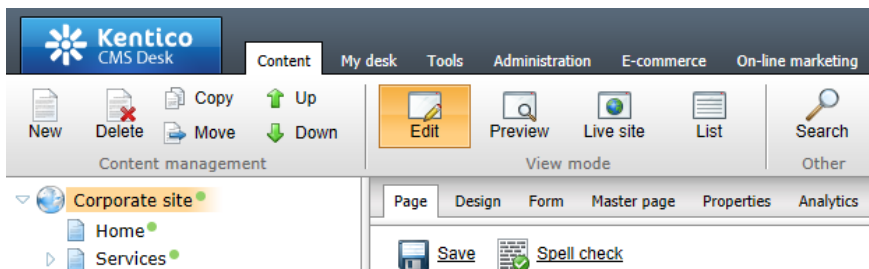 Kentico
CMS Desk
Content My desk Tools Administration E-commerce On-line marketing
New Delete Copy Move Up Down Edit Preview Live site List Search
Content management View mode Other
Corporate site Page Design Form Master page Properties Analytics
Home
Services Save Spell check